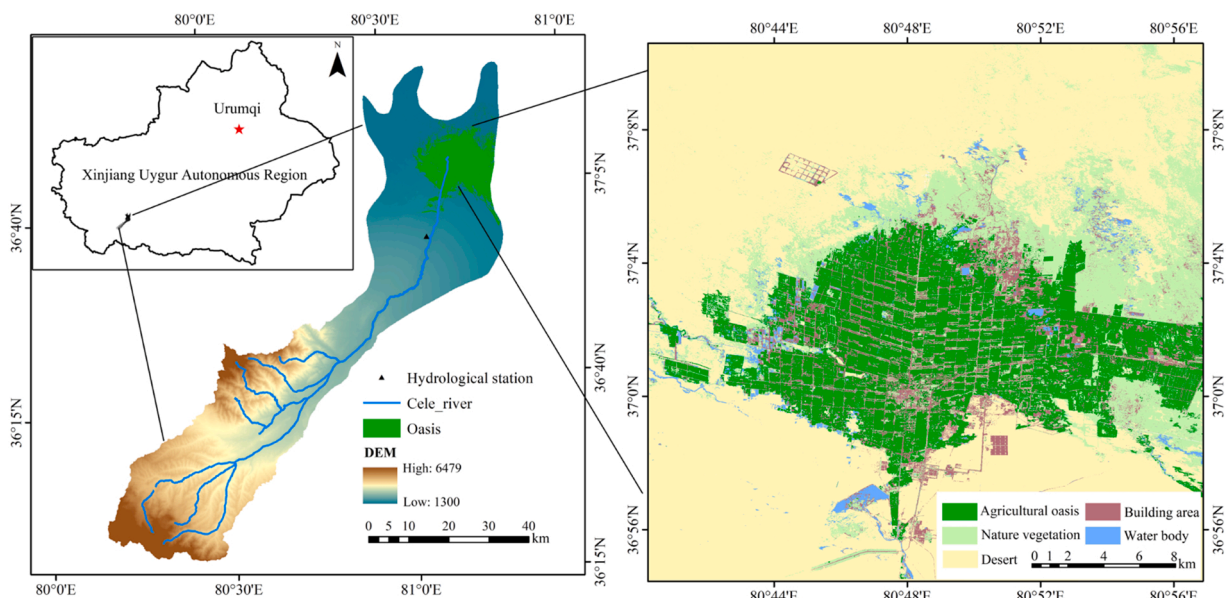 80°0'E
80°30'E
81°0'E
N
Urumqi
Xinjiang Uygur Autonomous Region
36°40'N
37°5'N
36°40'N
36°15'N
36°15'N
Hydrological station
Cele_river
Oasis
DEM
High: 6479
Low: 1300
0 5 10 20 30 40
km
80°0'E
80°30'E
81°0'E
80°44'E
80°48'E
80°52'E
80°56'E
37°8'N
37°8'N
37°4'N
37°4'N
37°0'N
37°0'N
36°56'N
36°56'N
Agricultural oasis
Building area
Nature vegetation
Water body
Desert
0 1 2 4 6 8
km
80°44'E
80°48'E
80°52'E
80°56'E